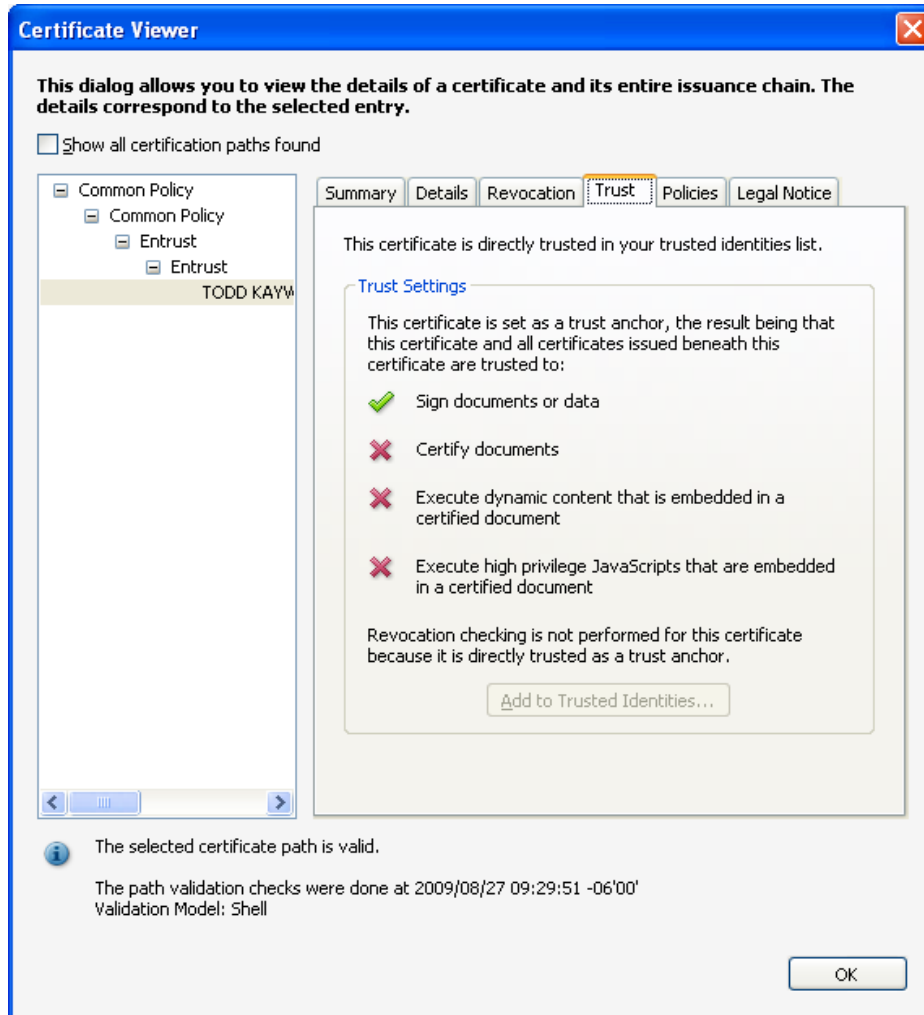 Certificate Viewer
This dialog allows you to view the details of a certificate and its entire issuance chain. The
details correspond to the selected entry.
Show all certification paths found
Common Policy
Common Policy
Entrust
Entrust
TODD KAYW
Summary Details Revocation Trust Policies Legal Notice
This certificate is directly trusted in your trusted identities list.
Trust Settings
This certificate is set as a trust anchor, the result being that
this certificate and all certificates issued beneath this
certificate are trusted to:
Sign documents or data
Certify documents
Execute dynamic content that is embedded in a
certified document
Execute high privilege JavaScripts that are embedded
in a certified document
Revocation checking is not performed for this certificate
because it is directly trusted as a trust anchor.
Add to Trusted Identities...
The selected certificate path is valid.
The path validation checks were done at 2009/08/27 09:29:51 -06'00'
Validation Model: Shell
OK